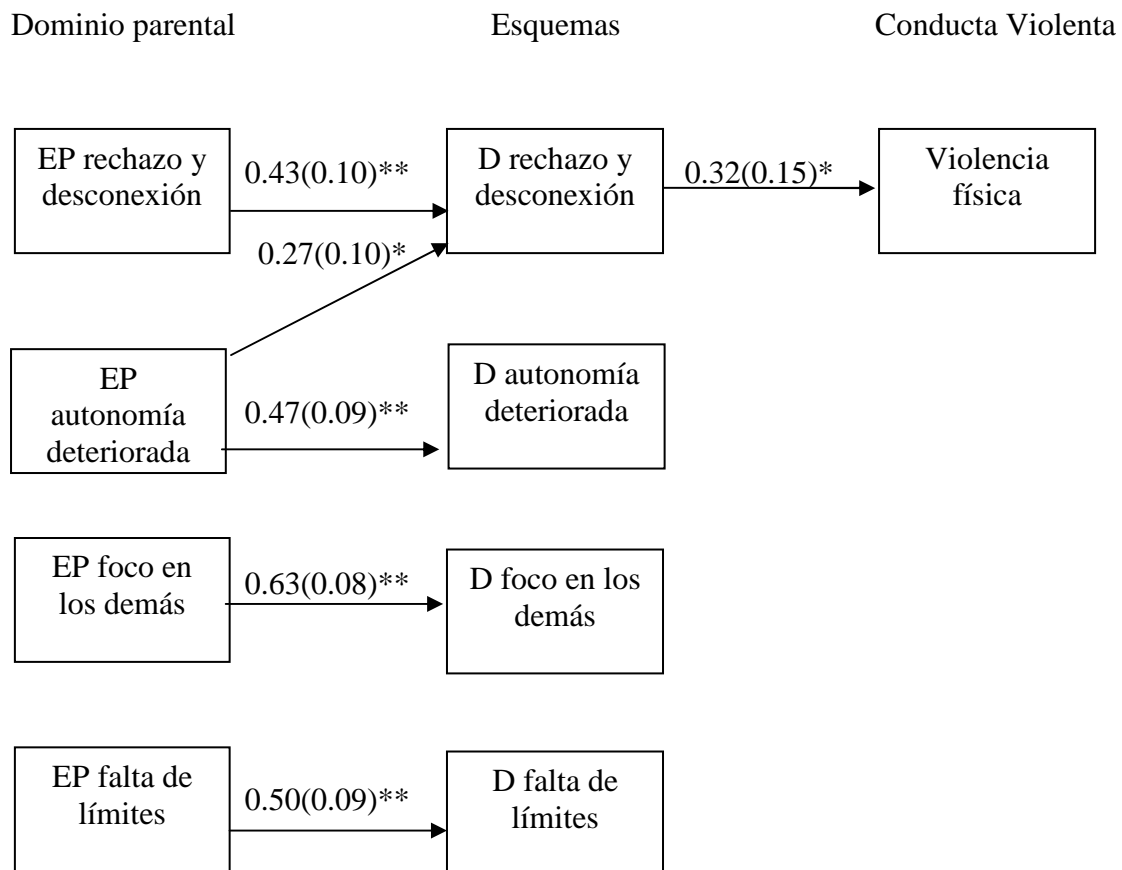 Dominio parental Esquemas Conducta Violenta
EP rechazo y
desconexión
0.43(0.10)**
D rechazo y
desconexión
0.32(0.15)*
Violencia
física
0.27(0.10)*
EP
autonomía
deteriorada
0.47(0.09)**
D autonomía
deteriorada
EP foco en
los demás
0.63(0.08)**
D foco en los
demás
EP falta de
límites
0.50(0.09)**
D falta de
límites